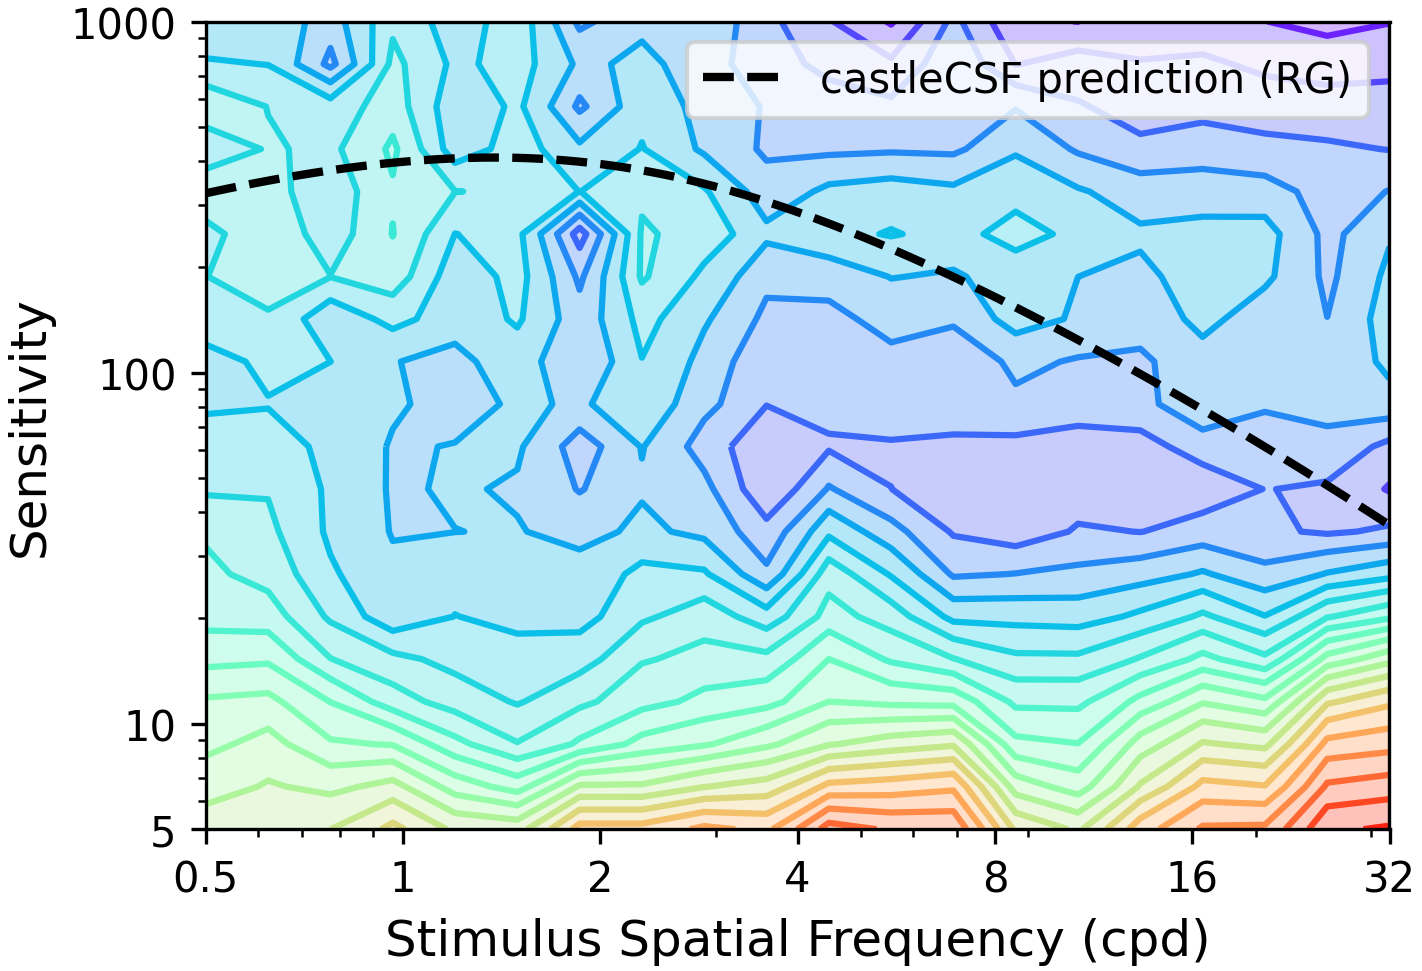 1000
castleCSF prediction (RG)
100
Sensitivity
10
5
0.5 1 2 4 8 16 32
Stimulus Spatial Frequency (cpd)